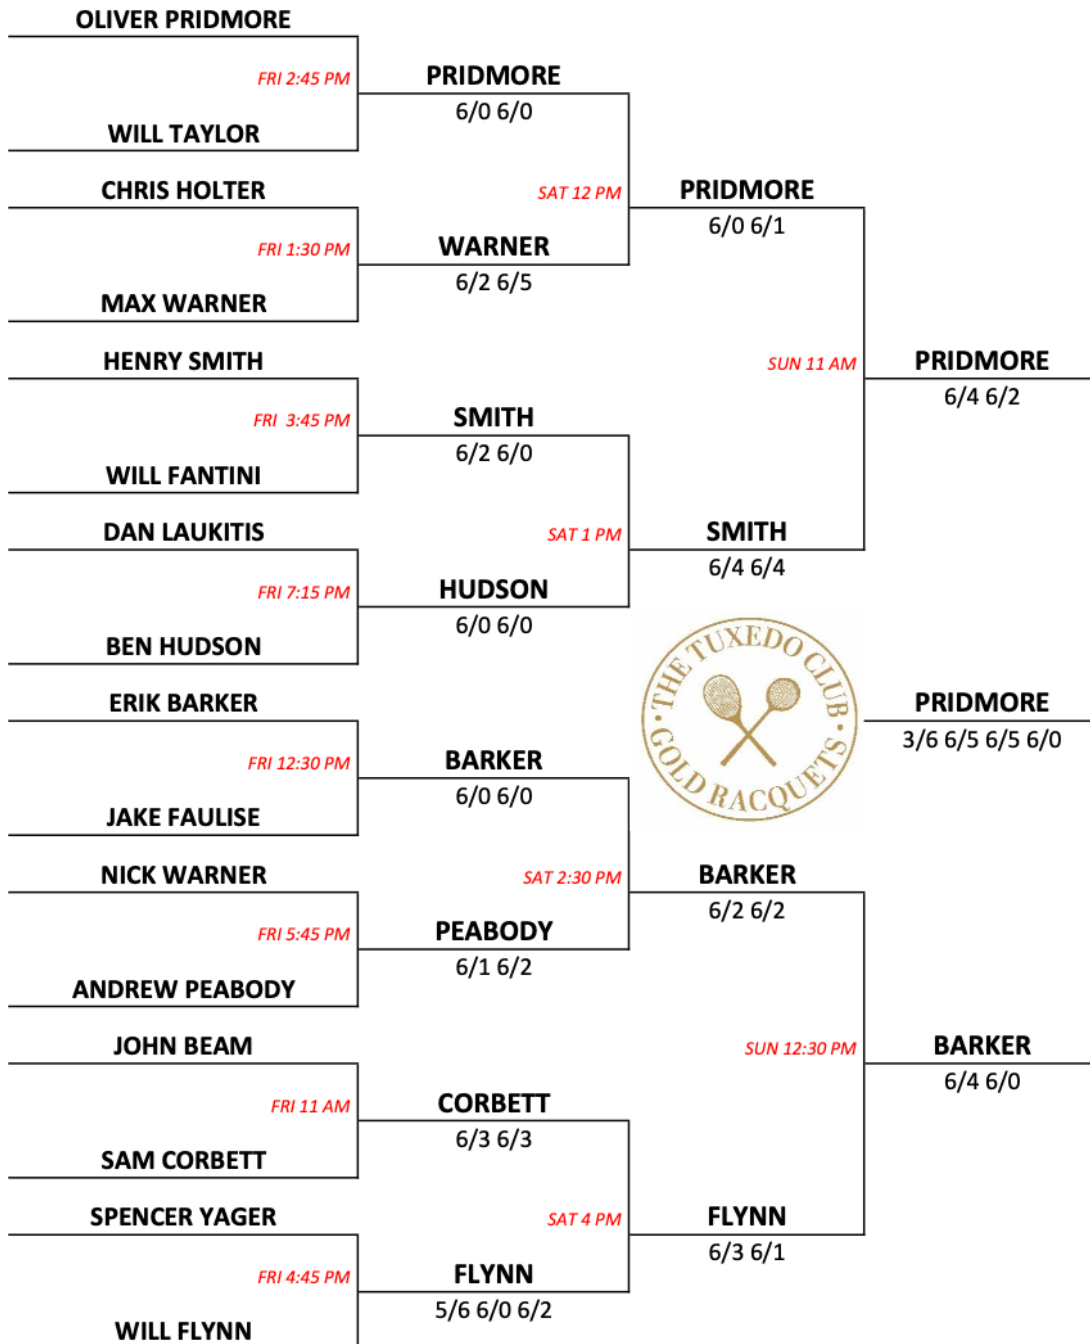 OLIVER PRIDMORE
FRI 2:45 PM
PRIDMORE
6/0 6/0
WILL TAYLOR
CHRIS HOLTER
SAT 12 PM
PRIDMORE
6/0 6/1
FRI 1:30 PM
WARNER
6/2 6/5
MAX WARNER
HENRY SMITH
SUN 11 AM
PRIDMORE
6/4 6/2
FRI 3:45 PM
SMITH
6/2 6/0
WILL FANTINI
DAN LAUKITIS
SAT 1 PM
SMITH
6/4 6/4
FRI 7:15 PM
HUDSON
6/0 6/0
BEN HUDSON
THE TUXEDO CLUB
GOLD RACQUETS
ERIK BARKER
PRIDMORE
3/6 6/5 6/5 6/0
FRI 12:30 PM
BARKER
6/0 6/0
JAKE FAULISE
NICK WARNER
SAT 2:30 PM
BARKER
6/2 6/2
FRI 5:45 PM
PEABODY
6/1 6/2
ANDREW PEABODY
JOHN BEAM
SUN 12:30 PM
BARKER
6/4 6/0
FRI 11 AM
CORBETT
6/3 6/3
SAM CORBETT
SPENCER YAGER
SAT 4 PM
FLYNN
6/3 6/1
FRI 4:45 PM
FLYNN
5/6 6/0 6/2
WILL FLYNN